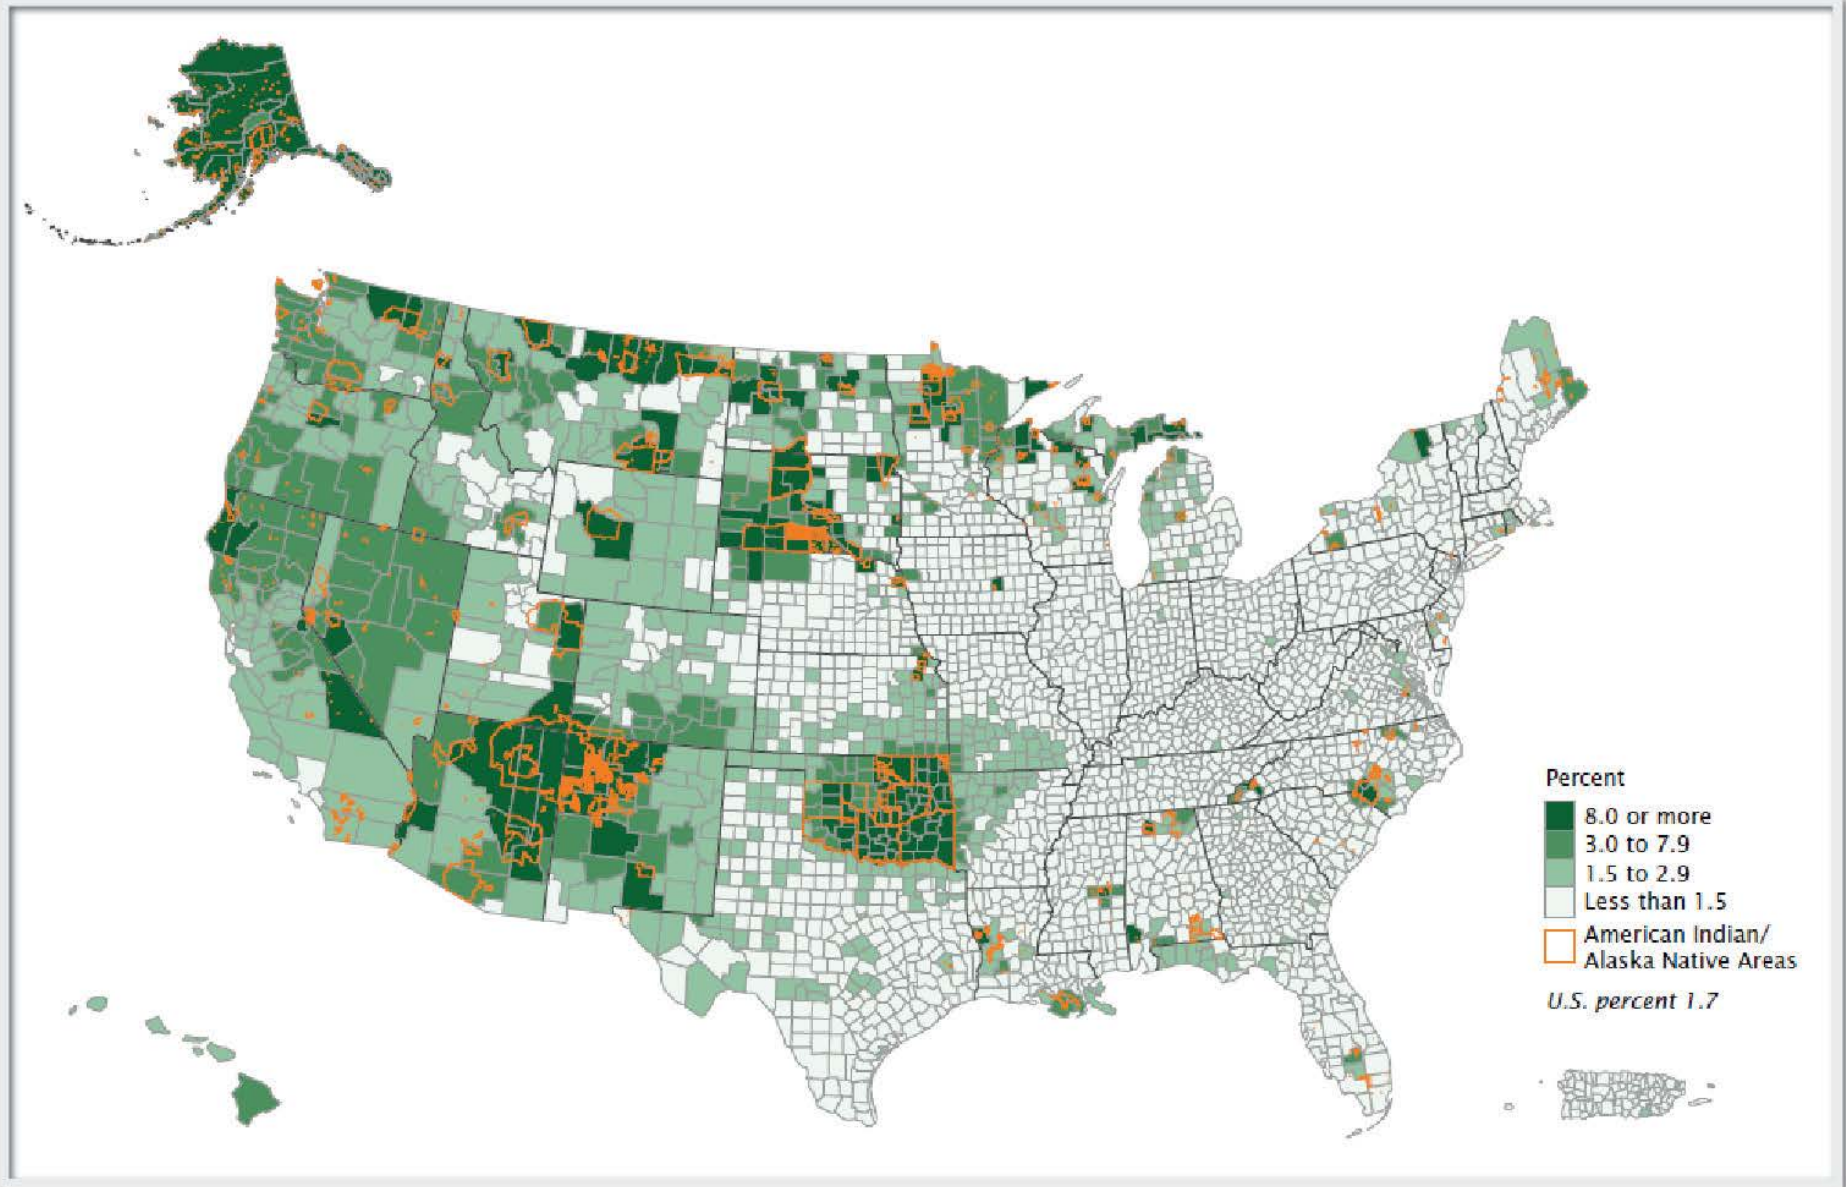 Percent
8.0 or more
3.0 to 7.9
1.5 to 2.9
Less than 1.5
American Indian/
Alaska Native Areas
U.S. percent 1.7